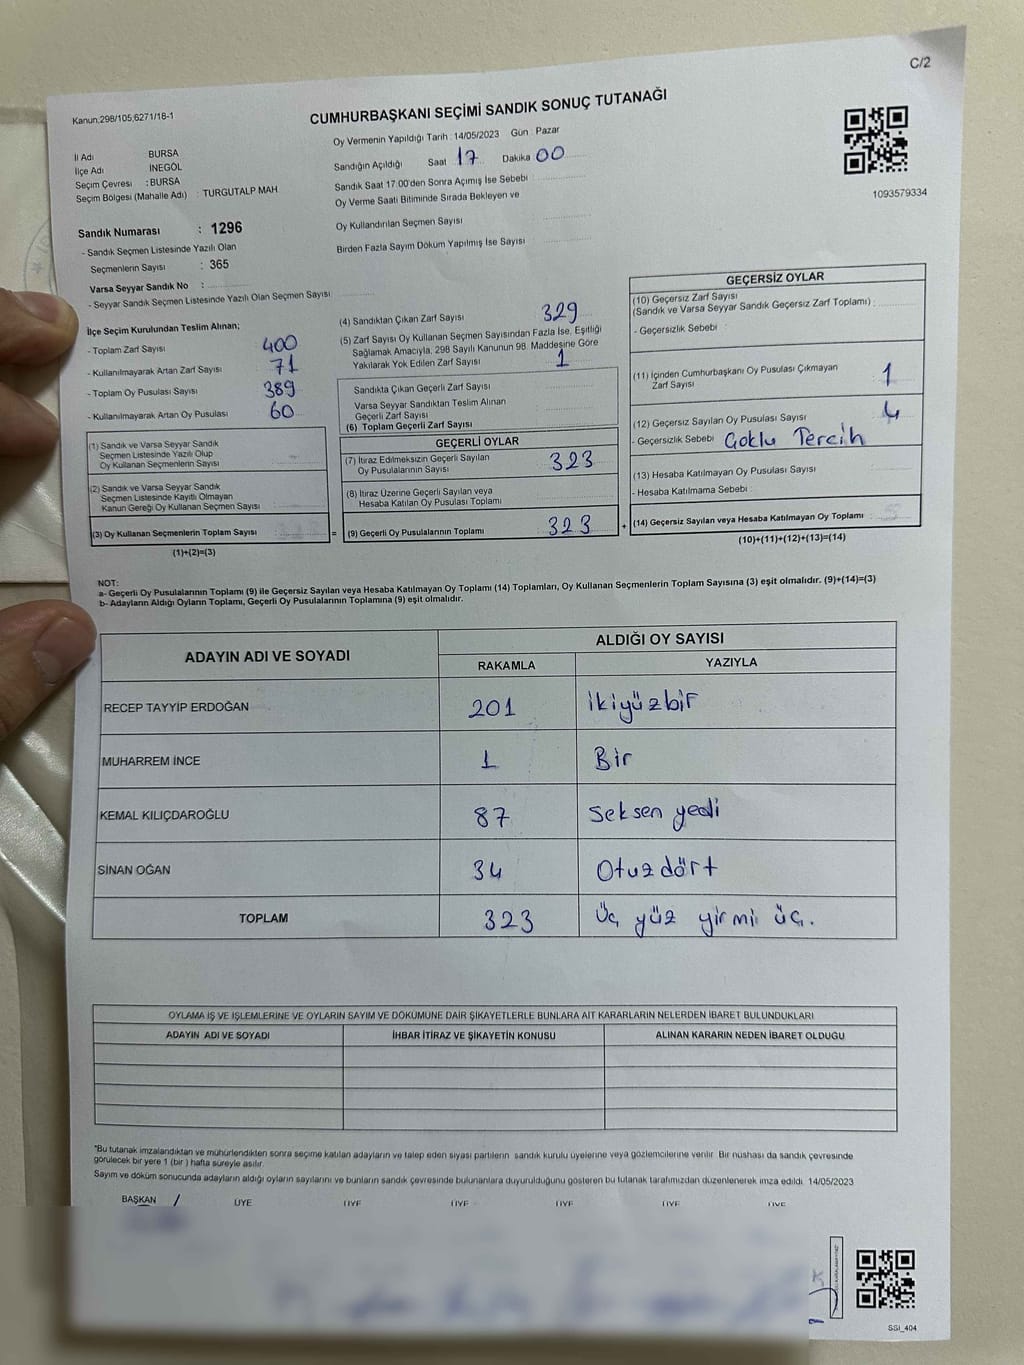 C/2
Kanun;298/105;6271/18-1
CUMHURBAŞKANI SEÇİMİ SANDIK SONUÇ TUTANAĞI
Oy Vermenin Yapıldığı Tarih : 14/05/2023 Gün : Pazar
Sandığın Açıldığı Saat 17 Dakika 00
Sandık Saat 17:00'den Sonra Açımış İse Sebebi
Oy Verme Saati Bitiminde Sırada Bekleyen ve
Oy Kullandırılan Seçmen Sayısı
Birden Fazla Sayım Döküm Yapılmış İse Sayısı
1093579334
İl Adı BURSA
İlçe Adı İNEGÖL
Seçim Çevresi : BURSA
Seçim Bölgesi (Mahalle Adı) : TURGUTALP MAH
Sandık Numarası : 1296
- Sandık Seçmen Listesinde Yazılı Olan
Seçmenlerin Sayısı : 365
Varsa Seyyar Sandık No :
- Seyyar Sandık Seçmen Listesinde Yazılı Olan Seçmen Sayısı
İlçe Seçim Kurulundan Teslim Alınan;
- Toplam Zarf Sayısı 400
- Kullanılmayarak Artan Zarf Sayısı 71
- Toplam Oy Pusulası Sayısı 389
- Kullanılmayarak Artan Oy Pusulası 60
(1) Sandık ve Varsa Seyyar Sandık
Seçmen Listesinde Yazılı Olup
Oy Kullanan Seçmenlerin Sayısı
(2) Sandık ve Varsa Seyyar Sandık
Seçmen Listesinde Kayıtlı Olmayan
Kanun Gereği Oy Kullanan Seçmen Sayısı :
(3) Oy Kullanan Seçmenlerin Toplam Sayısı =
(1)+(2)=(3)
(4) Sandıktan Çıkan Zarf Sayısı 329
(5) Zarf Sayısı Oy Kullanan Seçmen Sayısından Fazla İse, Eşitliği
Sağlamak Amacıyla, 298 Sayılı Kanunun 98. Maddesine Göre
Yakılarak Yok Edilen Zarf Sayısı 1
Sandıkta Çıkan Geçerli Zarf Sayısı
Varsa Seyyar Sandıktan Teslim Alınan
Geçerli Zarf Sayısı
(6) Toplam Geçerli Zarf Sayısı
GEÇERLİ OYLAR
(7) İtiraz Edilmeksizin Geçerli Sayılan
Oy Pusulalarının Sayısı 323
(8) İtiraz Üzerine Geçerli Sayılan veya
Hesaba Katılan Oy Pusulası Toplamı
(9) Geçerli Oy Pusulalarının Toplamı 323 +
GEÇERSİZ OYLAR
(10) Geçersiz Zarf Sayısı
(Sandık ve Varsa Seyyar Sandık Geçersiz Zarf Toplamı) :
- Geçersizlik Sebebi :
(11) İçinden Cumhurbaşkanı Oy Pusulası Çıkmayan
Zarf Sayısı 1
(12) Geçersiz Sayılan Oy Pusulası Sayısı 4
- Geçersizlik Sebebi Çoklu Tercih
(13) Hesaba Katılmayan Oy Pusulası Sayısı
- Hesaba Katılmama Sebebi :
(14) Geçersiz Sayılan veya Hesaba Katılmayan Oy Toplamı : 5
(10)+(11)+(12)+(13)=(14)
NOT:
a- Geçerli Oy Pusulalarının Toplamı (9) ile Geçersiz Sayılan veya Hesaba Katılmayan Oy Toplamı (14) Toplamları, Oy Kullanan Seçmenlerin Toplam Sayısına (3) eşit olmalıdır. (9)+(14)=(3)
b- Adayların Aldığı Oyların Toplamı, Geçerli Oy Pusulalarının Toplamına (9) eşit olmalıdır.
ADAYIN ADI VE SOYADI
ALDIĞI OY SAYISI
RAKAMLA YAZIYLA
RECEP TAYYİP ERDOĞAN 201 ikiyüzbir
MUHARREM İNCE 1 Bir
KEMAL KILIÇDAROĞLU 87 seksen yedi
SİNAN OĞAN 34 Otuzdört
TOPLAM 323 üç yüz yirmi üç.
OYLAMA İŞ VE İŞLEMLERİNE VE OYLARIN SAYIM VE DÖKÜMÜNE DAİR ŞİKAYETLERLE BUNLARA AİT KARARLARIN NELERDEN İBARET BULUNDUKLARI
ADAYIN ADI VE SOYADI İHBAR İTİRAZ VE ŞİKAYETİN KONUSU ALINAN KARARIN NEDEN İBARET OLDUĞU
*Bu tutanak imzalandıktan ve mühürlendikten sonra seçime katılan adayların ve talep eden siyasi partilerin sandık kurulu üyelerine veya gözlemcilerine verilir. Bir nüshası da sandık çevresinde
görülecek bir yere 1 (bir) hafta süreyle asılır.
Sayım ve döküm sonucunda adayların aldığı oyların sayılarını ve bunların sandık çevresinde bulunanlara duyurulduğunu gösteren bu tutanak tarafımızdan düzenlenerek imza edildi. 14/05/2023
BAŞKAN ÜYE ÜYE ÜYE ÜYE ÜYE ÜYE
SSI_404